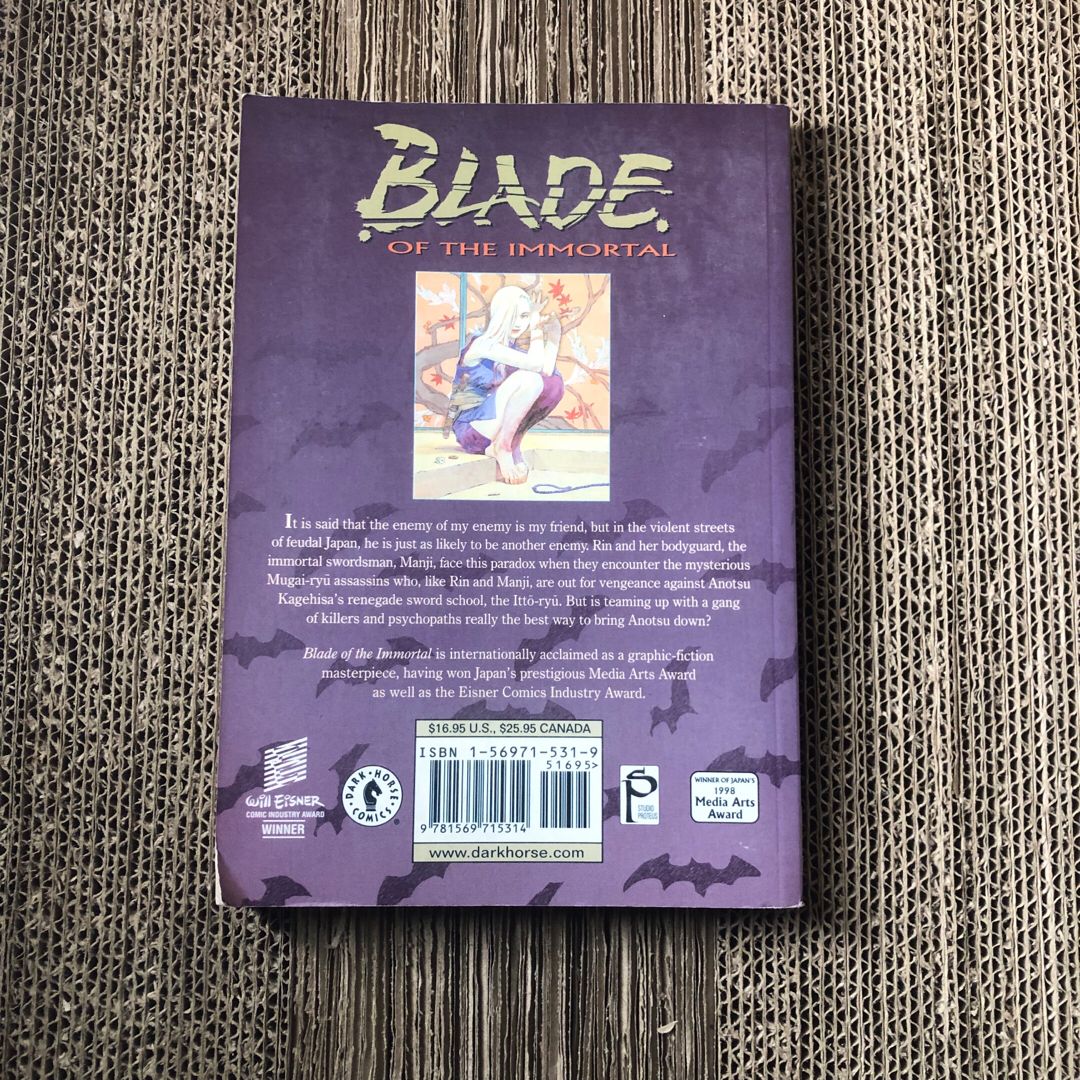 BLADE
OF THE IMMORTAL
It is said that the enemy of my enemy is my friend, but in the violent streets
of feudal Japan, he is just as likely to be another enemy. Rin and her bodyguard, the
immortal swordsman, Manji, face this paradox when they encounter the mysterious
Mugai-ryū assassins who, like Rin and Manji, are out for vengeance against Anotsu
Kagehisa's renegade sword school, the Ittō-ryū. But is teaming up with a gang
of killers and psychopaths really the best way to bring Anotsu down?
Blade of the Immortal is internationally acclaimed as a graphic-fiction
masterpiece, having won Japan's prestigious Media Arts Award
as well as the Eisner Comics Industry Award.
$16.95 U.S., $25.95 CANADA
ISBN 1-56971-531-9
51695>
9 781569 715314
www.darkhorse.com
WINNER
Will EISNER
COMIC INDUSTRY AWARD
WINNER
DARK·HORSE·COMICS®
SP
STUDIO
PROTEUS
WINNER OF JAPAN'S
1998
Media Arts
Award